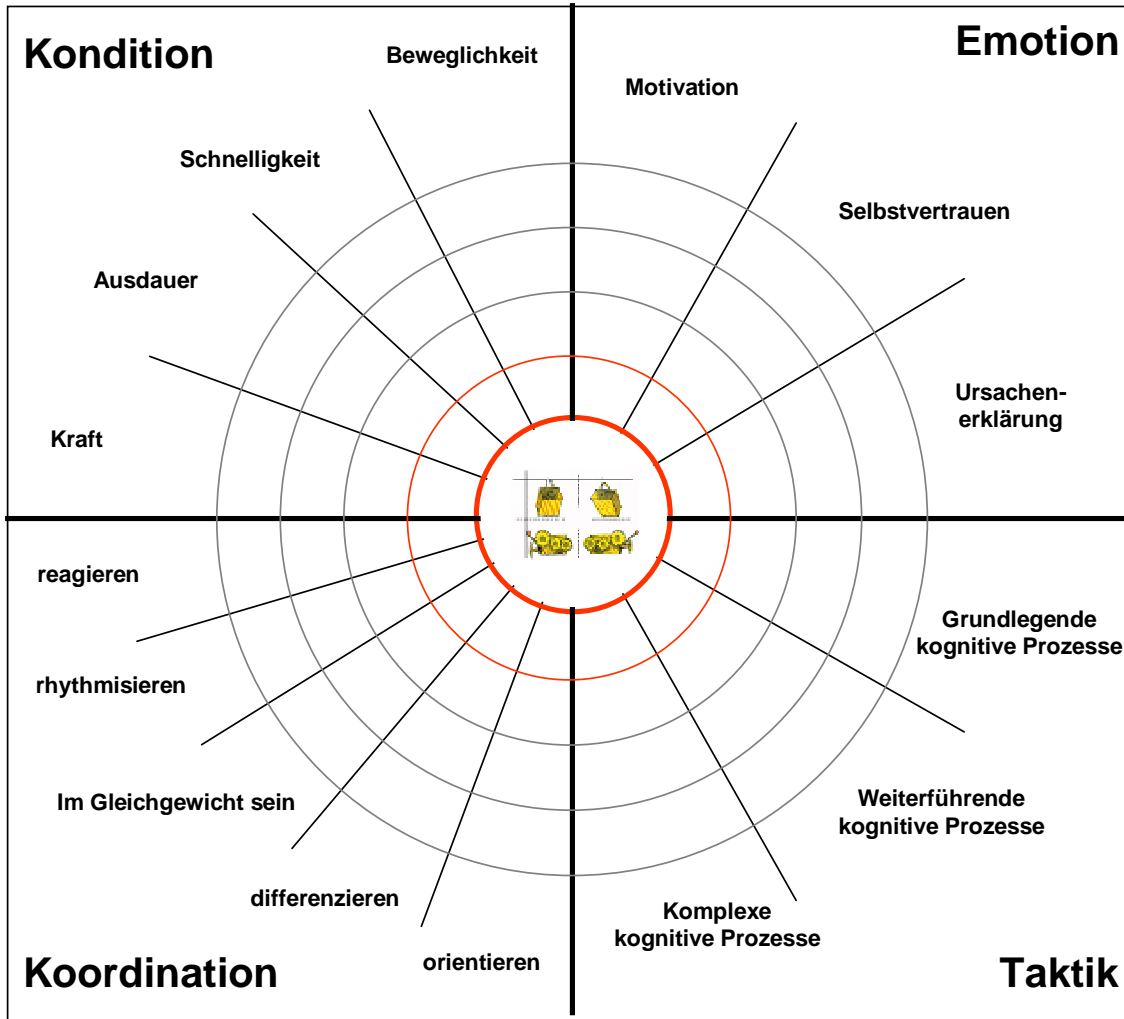 Kondition
Beweglichkeit
Schnelligkeit
Ausdauer
Kraft
Emotion
Motivation
Selbstvertrauen
Ursachen-
erklärung
reagieren
rhythmisieren
Im Gleichgewicht sein
differenzieren
orientieren
Koordination
Grundlegende
kognitive Prozesse
Weiterführende
kognitive Prozesse
Komplexe
kognitive Prozesse
Taktik